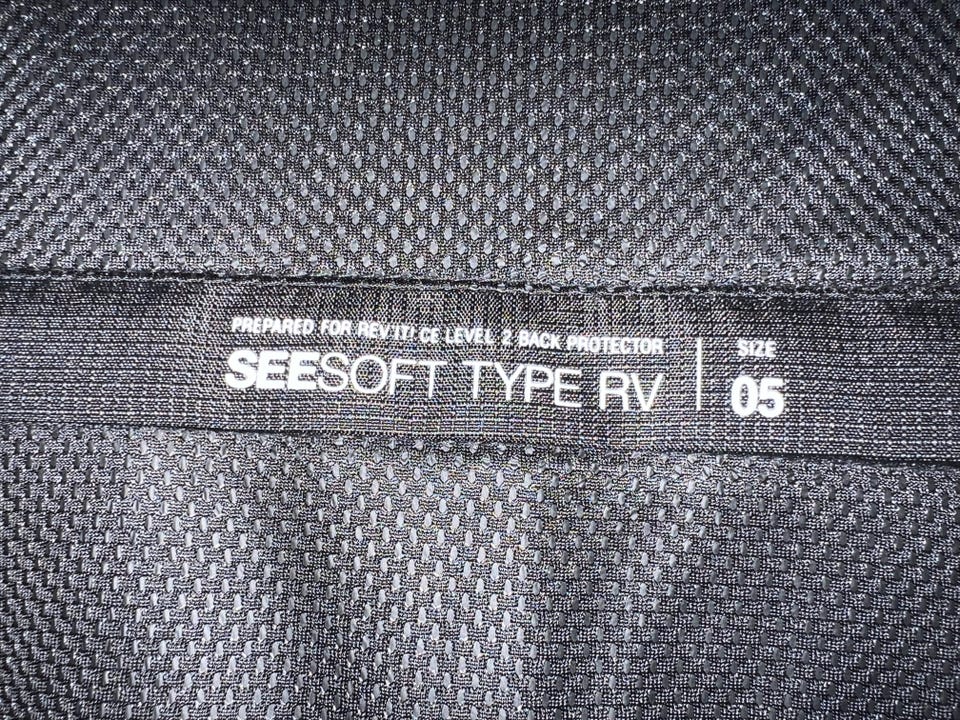 PREPARED FOR REV'IT! CE LEVEL 2 BACK PROTECTOR
SEESOFT TYPE RV
SIZE
05